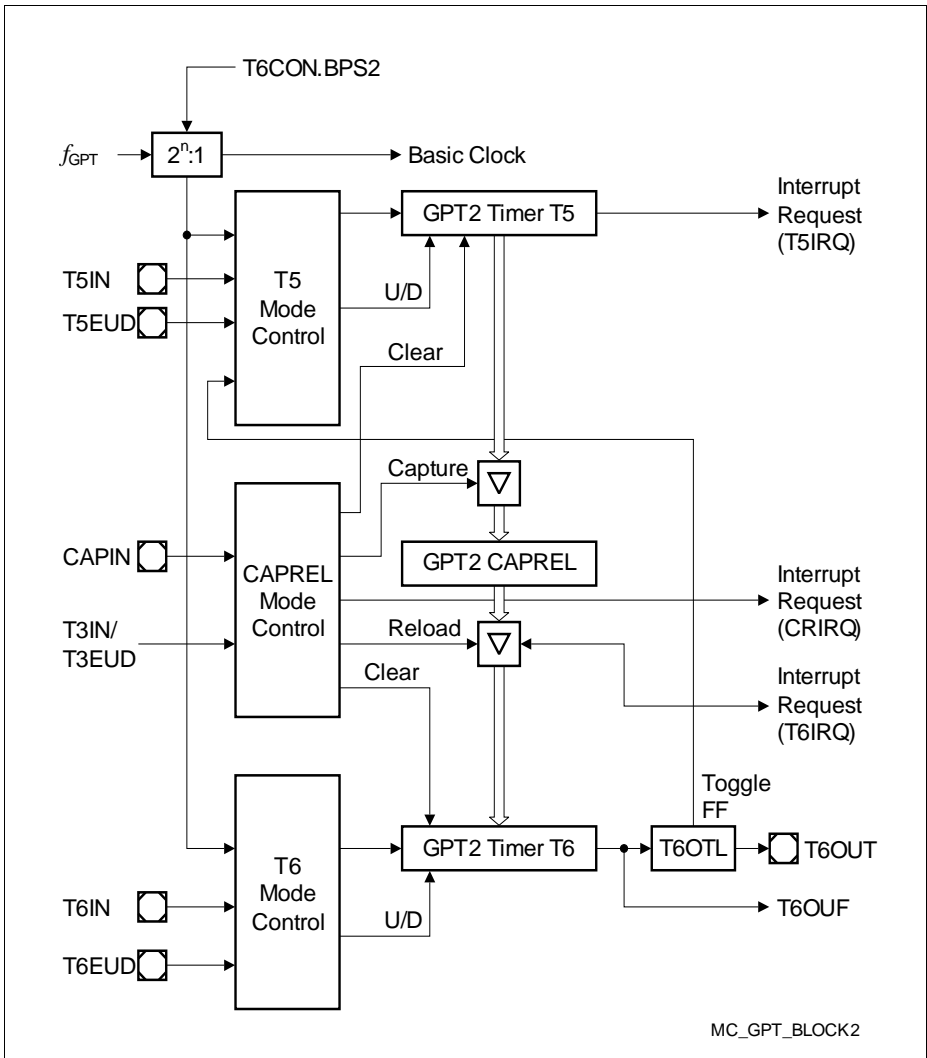 T6CON.BPS2
fGPT
2n:1
Basic Clock
GPT2 Timer T5
Interrupt
Request
(T5IRQ)
T5IN
T5
Mode
Control
U/D
T5EUD
Clear
Capture
CAPIN
CAPREL
Mode
Control
GPT2 CAPREL
Interrupt
Request
(CRIRQ)
T3IN/
T3EUD
Reload
Clear
Interrupt
Request
(T6IRQ)
Toggle
FF
T6
Mode
Control
GPT2 Timer T6
T6OTL
T6OUT
T6IN
U/D
T6OUF
T6EUD
MC_GPT_BLOCK2